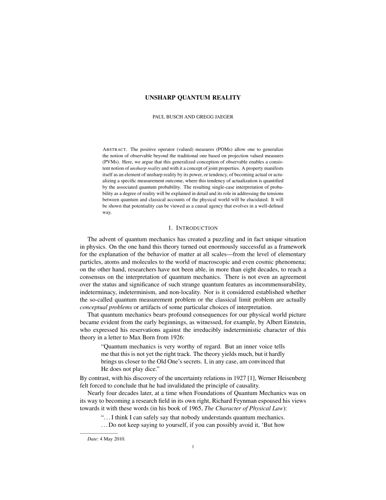 UNSHARP QUANTUM REALITY
PAUL BUSCH AND GREGG JAEGER
ABSTRACT. The positive operator (valued) measures (POMs) allow one to generalize
the notion of observable beyond the traditional one based on projection valued measures
(PVMs). Here, we argue that this generalized conception of observable enables a consis-
tent notion of unsharp reality and with it a concept of joint properties. A property manifests
itself as an element of unsharp reality by its power, or tendency, of becoming actual or actu-
alizing a specific measurement outcome, where this tendency of actualization is quantified
by the associated quantum probability. The resulting single-case interpretation of proba-
bility as a degree of reality will be explained in detail and its role in addressing the tensions
between quantum and classical accounts of the physical world will be elucidated. It will
be shown that potentiality can be viewed as a causal agency that evolves in a well-defined
way.
1. INTRODUCTION
The advent of quantum mechanics has created a puzzling and in fact unique situation
in physics. On the one hand this theory turned out enormously successful as a framework
for the explanation of the behavior of matter at all scales—from the level of elementary
particles, atoms and molecules to the world of macroscopic and even cosmic phenomena;
on the other hand, researchers have not been able, in more than eight decades, to reach a
consensus on the interpretation of quantum mechanics. There is not even an agreement
over the status and significance of such strange quantum features as incommensurability,
indeterminacy, indeterminism, and non-locality. Nor is it considered established whether
the so-called quantum measurement problem or the classical limit problem are actually
conceptual problems or artifacts of some particular choices of interpretation.
That quantum mechanics bears profound consequences for our physical world picture
became evident from the early beginnings, as witnessed, for example, by Albert Einstein,
who expressed his reservations against the irreducibly indeterministic character of this
theory in a letter to Max Born from 1926:
“Quantum mechanics is very worthy of regard. But an inner voice tells
me that this is not yet the right track. The theory yields much, but it hardly
brings us closer to the Old One’s secrets. I, in any case, am convinced that
He does not play dice.”
By contrast, with his discovery of the uncertainty relations in 1927 [1], Werner Heisenberg
felt forced to conclude that he had invalidated the principle of causality.
Nearly four decades later, at a time when Foundations of Quantum Mechanics was on
its way to becoming a research field in its own right, Richard Feynman espoused his views
towards it with these words (in his book of 1965, The Character of Physical Law):
“. . . I think I can safely say that nobody understands quantum mechanics.
. . . Do not keep saying to yourself, if you can possibly avoid it, ‘But how
Date: 4 May 2010.
1